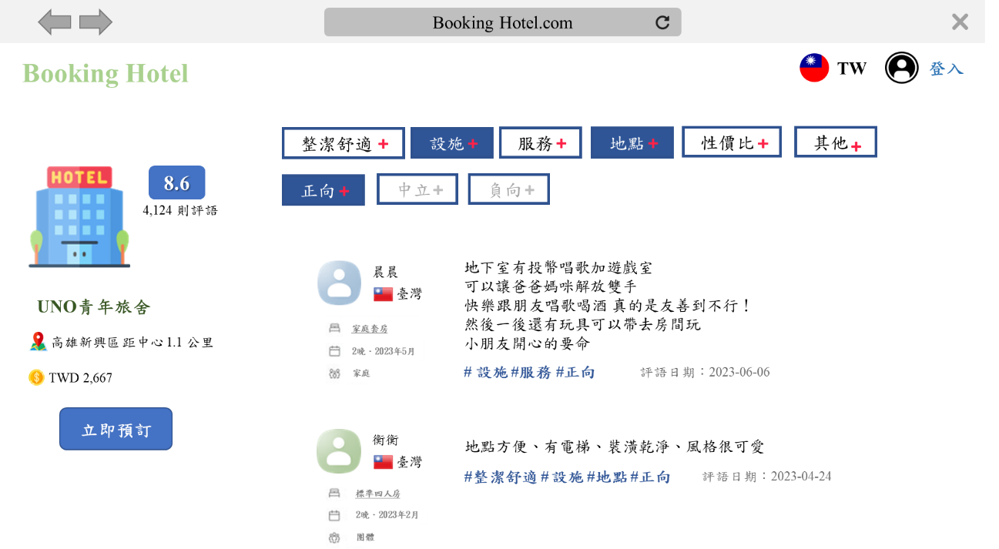 Booking Hotel.com
Booking Hotel
TW
登入
整潔舒適+
設施+
服務+
地點+
性價比+
其他+
正向+
中立+
負向+
HOTEL
8.6
4,124 則評語
UNO青年旅舍
高雄新興區距中心1.1 公里
TWD 2,667
立即預訂
晨晨
臺灣
家庭套房
2晚 · 2023年5月
家庭
地下室有投幣唱歌加遊戲室
可以讓爸爸媽咪解放雙手
快樂跟朋友唱歌喝酒 真的是友善到不行！
然後一後還有玩具可以帶去房間玩
小朋友開心的要命
# 設施 #服務 #正向
評語日期：2023-06-06
衡衡
臺灣
標準四人房
2晚 · 2023年2月
團體
地點方便、有電梯、裝潢乾淨、風格很可愛
#整潔舒適 # 設施 #地點 #正向
評語日期：2023-04-24